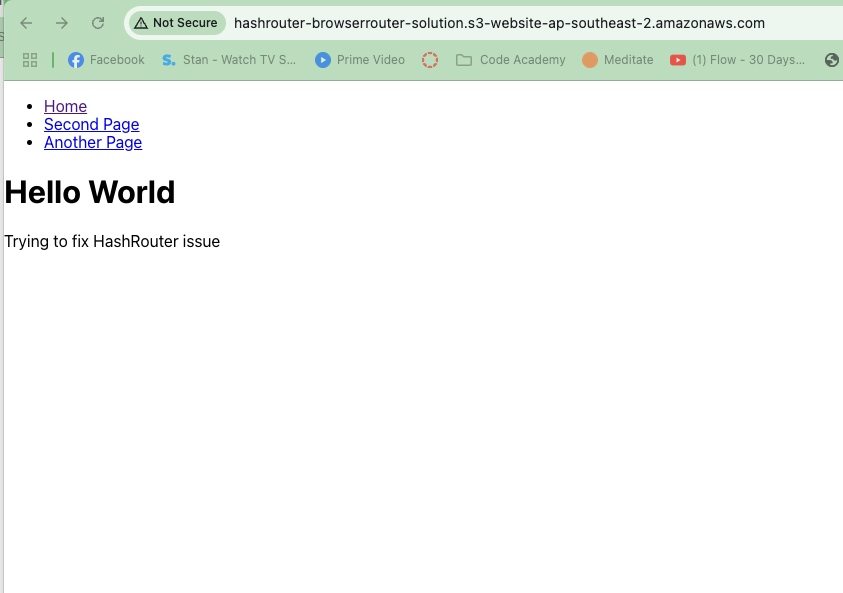 Not Secure hashrouter-browserrouter-solution.s3-website-ap-southeast-2.amazonaws.com
Facebook Stan - Watch TV S... Prime Video Code Academy Meditate (1) Flow - 30 Days...
Home
Second Page
Another Page
Hello World
Trying to fix HashRouter issue